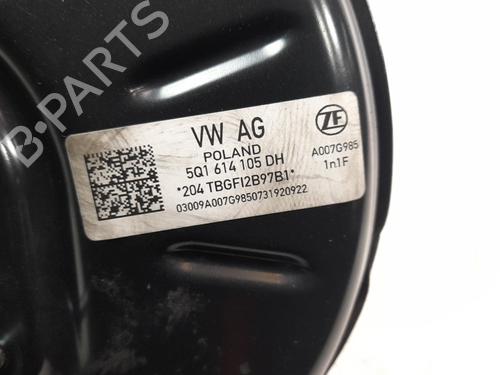 B-PARTS
VW AG
POLAND
5Q1 614 105 DH
*204 TBGFI2B97B1*
03009A007G9850731920922
ZF
A007G985
1n1F